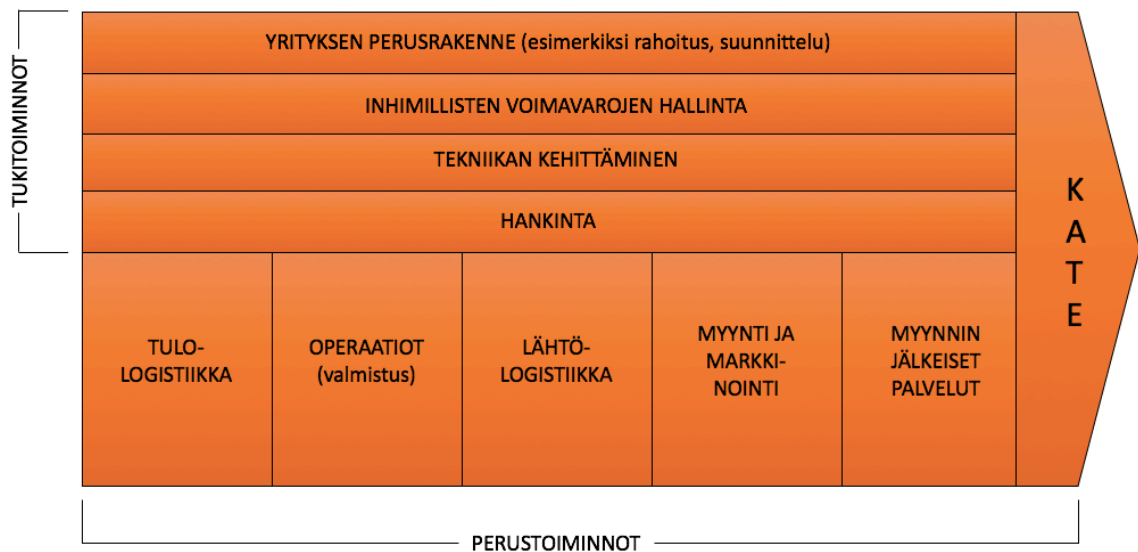 TUKITOIMINNOT
YRITYKSEN PERUSRAKENNE (esimerkiksi rahoitus, suunnittelu)
INHIMILLISTEN VOIMAVAROJEN HALLINTA
TEKNIIKAN KEHITTÄMINEN
HANKINTA
TULO-
LOGISTIIKKA
OPERAATIOT
(valmistus)
LÄHTÖ-
LOGISTIIKKA
MYYNTI JA
MARKKI-
NOINTI
MYYNNIN
JÄLKEISET
PALVELUT
K
A
T
E
PERUSTOIMINNOT